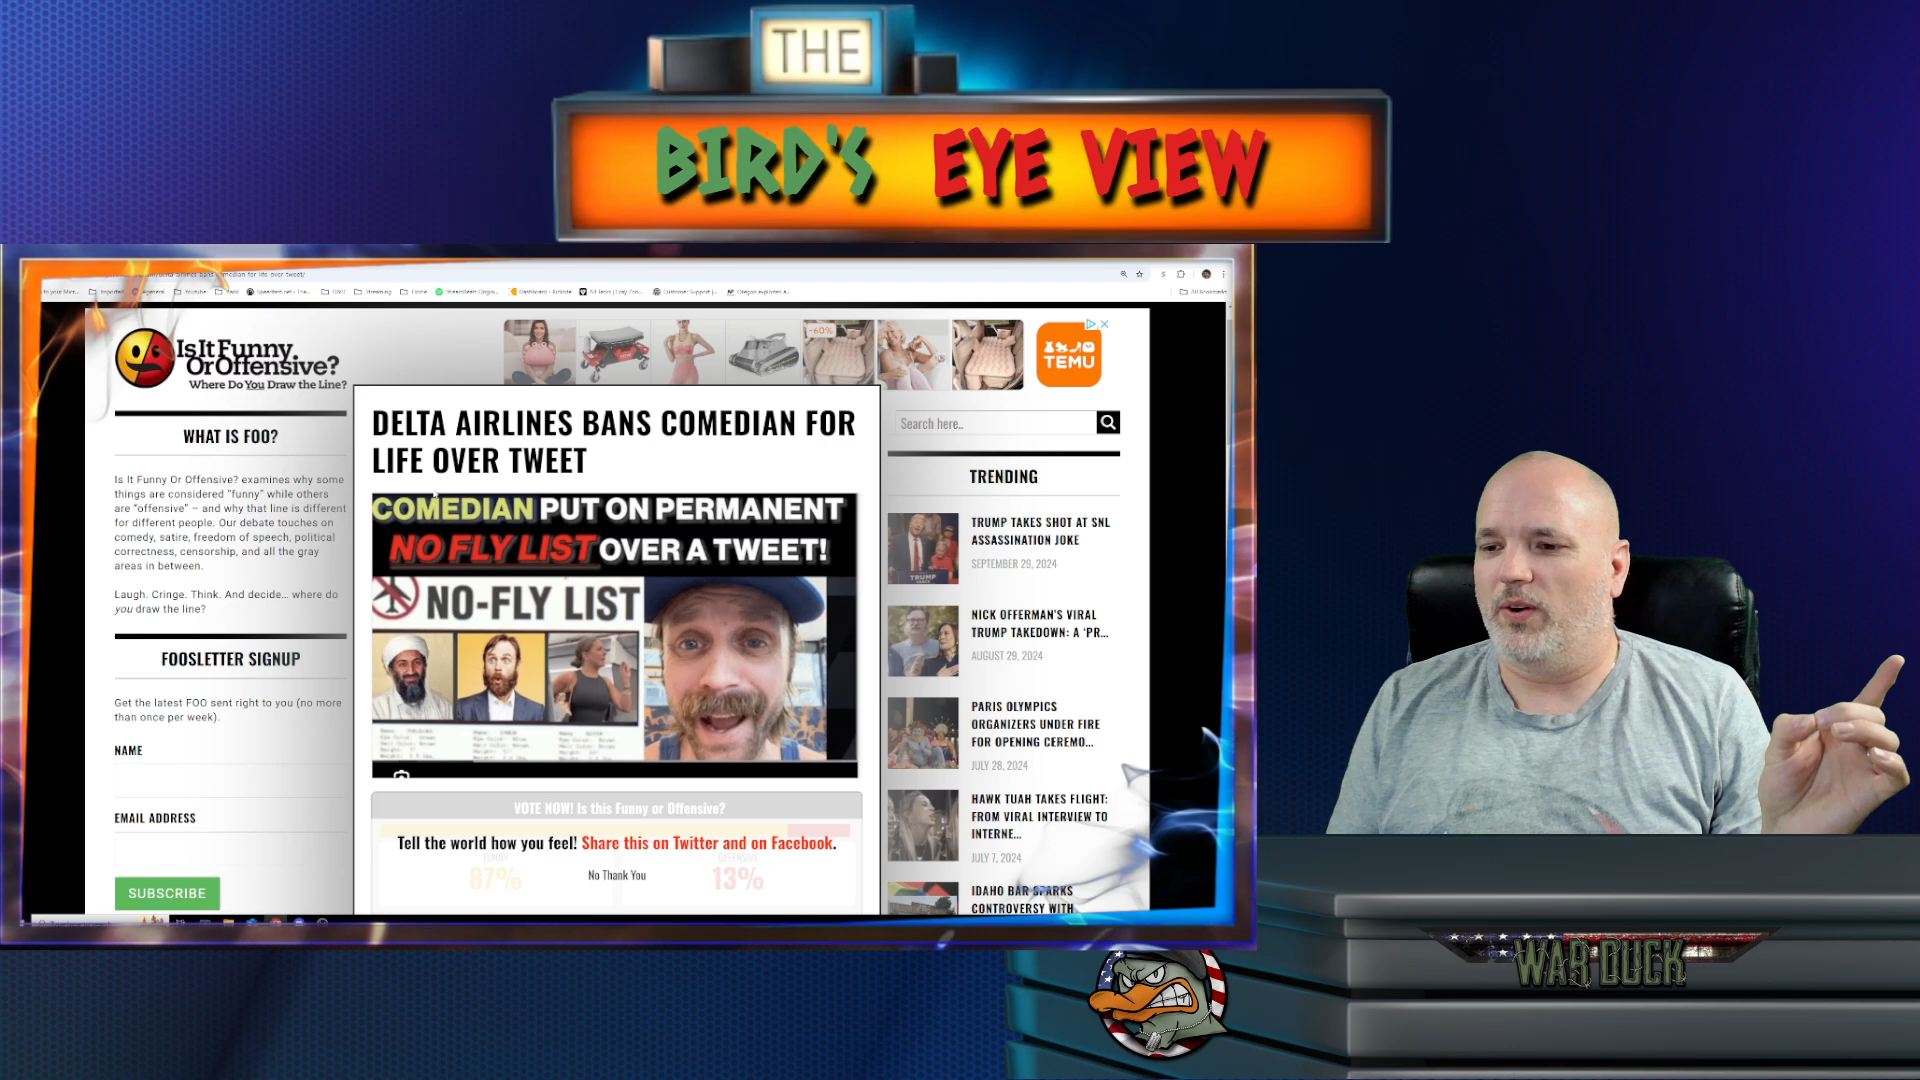 THE
BIRD'S EYE VIEW
IsItFunny
OrOffensive?
Where Do You Draw the Line?
-60%
TEMU
WHAT IS FOO?
Is It Funny Or Offensive? examines why some
things are considered "funny" while others
are "offensive" – and why that line is different
for different people. Our debate touches on
comedy, satire, freedom of speech, political
correctness, censorship, and all the gray
areas in between.
Laugh. Cringe. Think. And decide... where do
you draw the line?
FOOSLETTER SIGNUP
Get the latest FOO sent right to you (no more
than once per week).
NAME
EMAIL ADDRESS
SUBSCRIBE
DELTA AIRLINES BANS COMEDIAN FOR
LIFE OVER TWEET
COMEDIAN PUT ON PERMANENT
NO FLY LIST OVER A TWEET!
NO-FLY LIST
VOTE NOW! Is this Funny or Offensive?
Tell the world how you feel! Share this on Twitter and on Facebook.
FUNNY
OFFENSIVE
87%
No Thank You
13%
Search here..
TRENDING
TRUMP TAKES SHOT AT SNL
ASSASSINATION JOKE
SEPTEMBER 29, 2024
NICK OFFERMAN'S VIRAL
TRUMP TAKEDOWN: A 'PR...
AUGUST 29, 2024
PARIS OLYMPICS
ORGANIZERS UNDER FIRE
FOR OPENING CEREMO...
JULY 28, 2024
HAWK TUAH TAKES FLIGHT:
FROM VIRAL INTERVIEW TO
INTERNE...
JULY 7, 2024
IDAHO BAR SPARKS
CONTROVERSY WITH
WAR DUCK